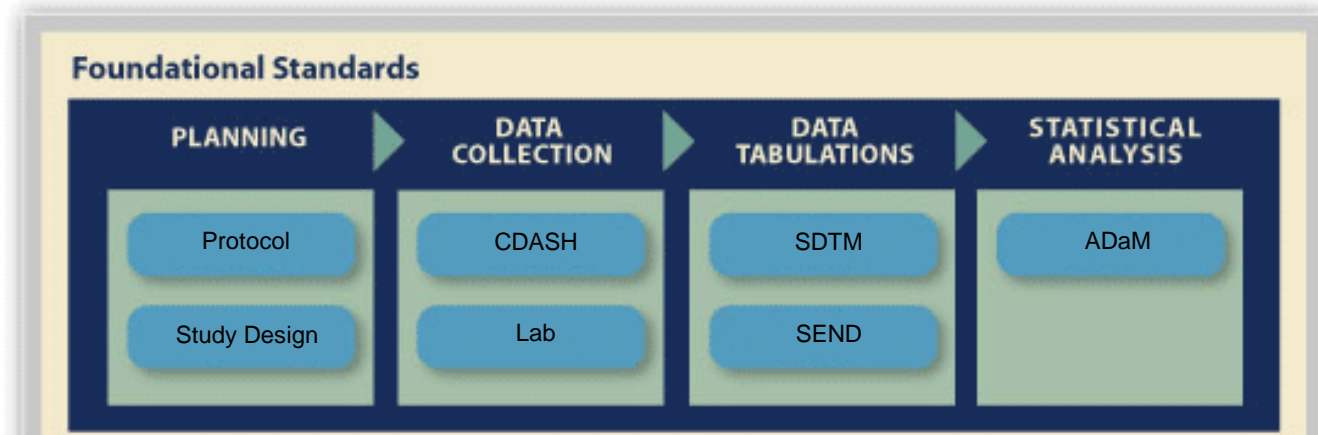 Foundational Standards
PLANNING
DATA
COLLECTION
DATA
TABULATIONS
STATISTICAL
ANALYSIS
Protocol
CDASH
SDTM
ADaM
Study Design
Lab
SEND